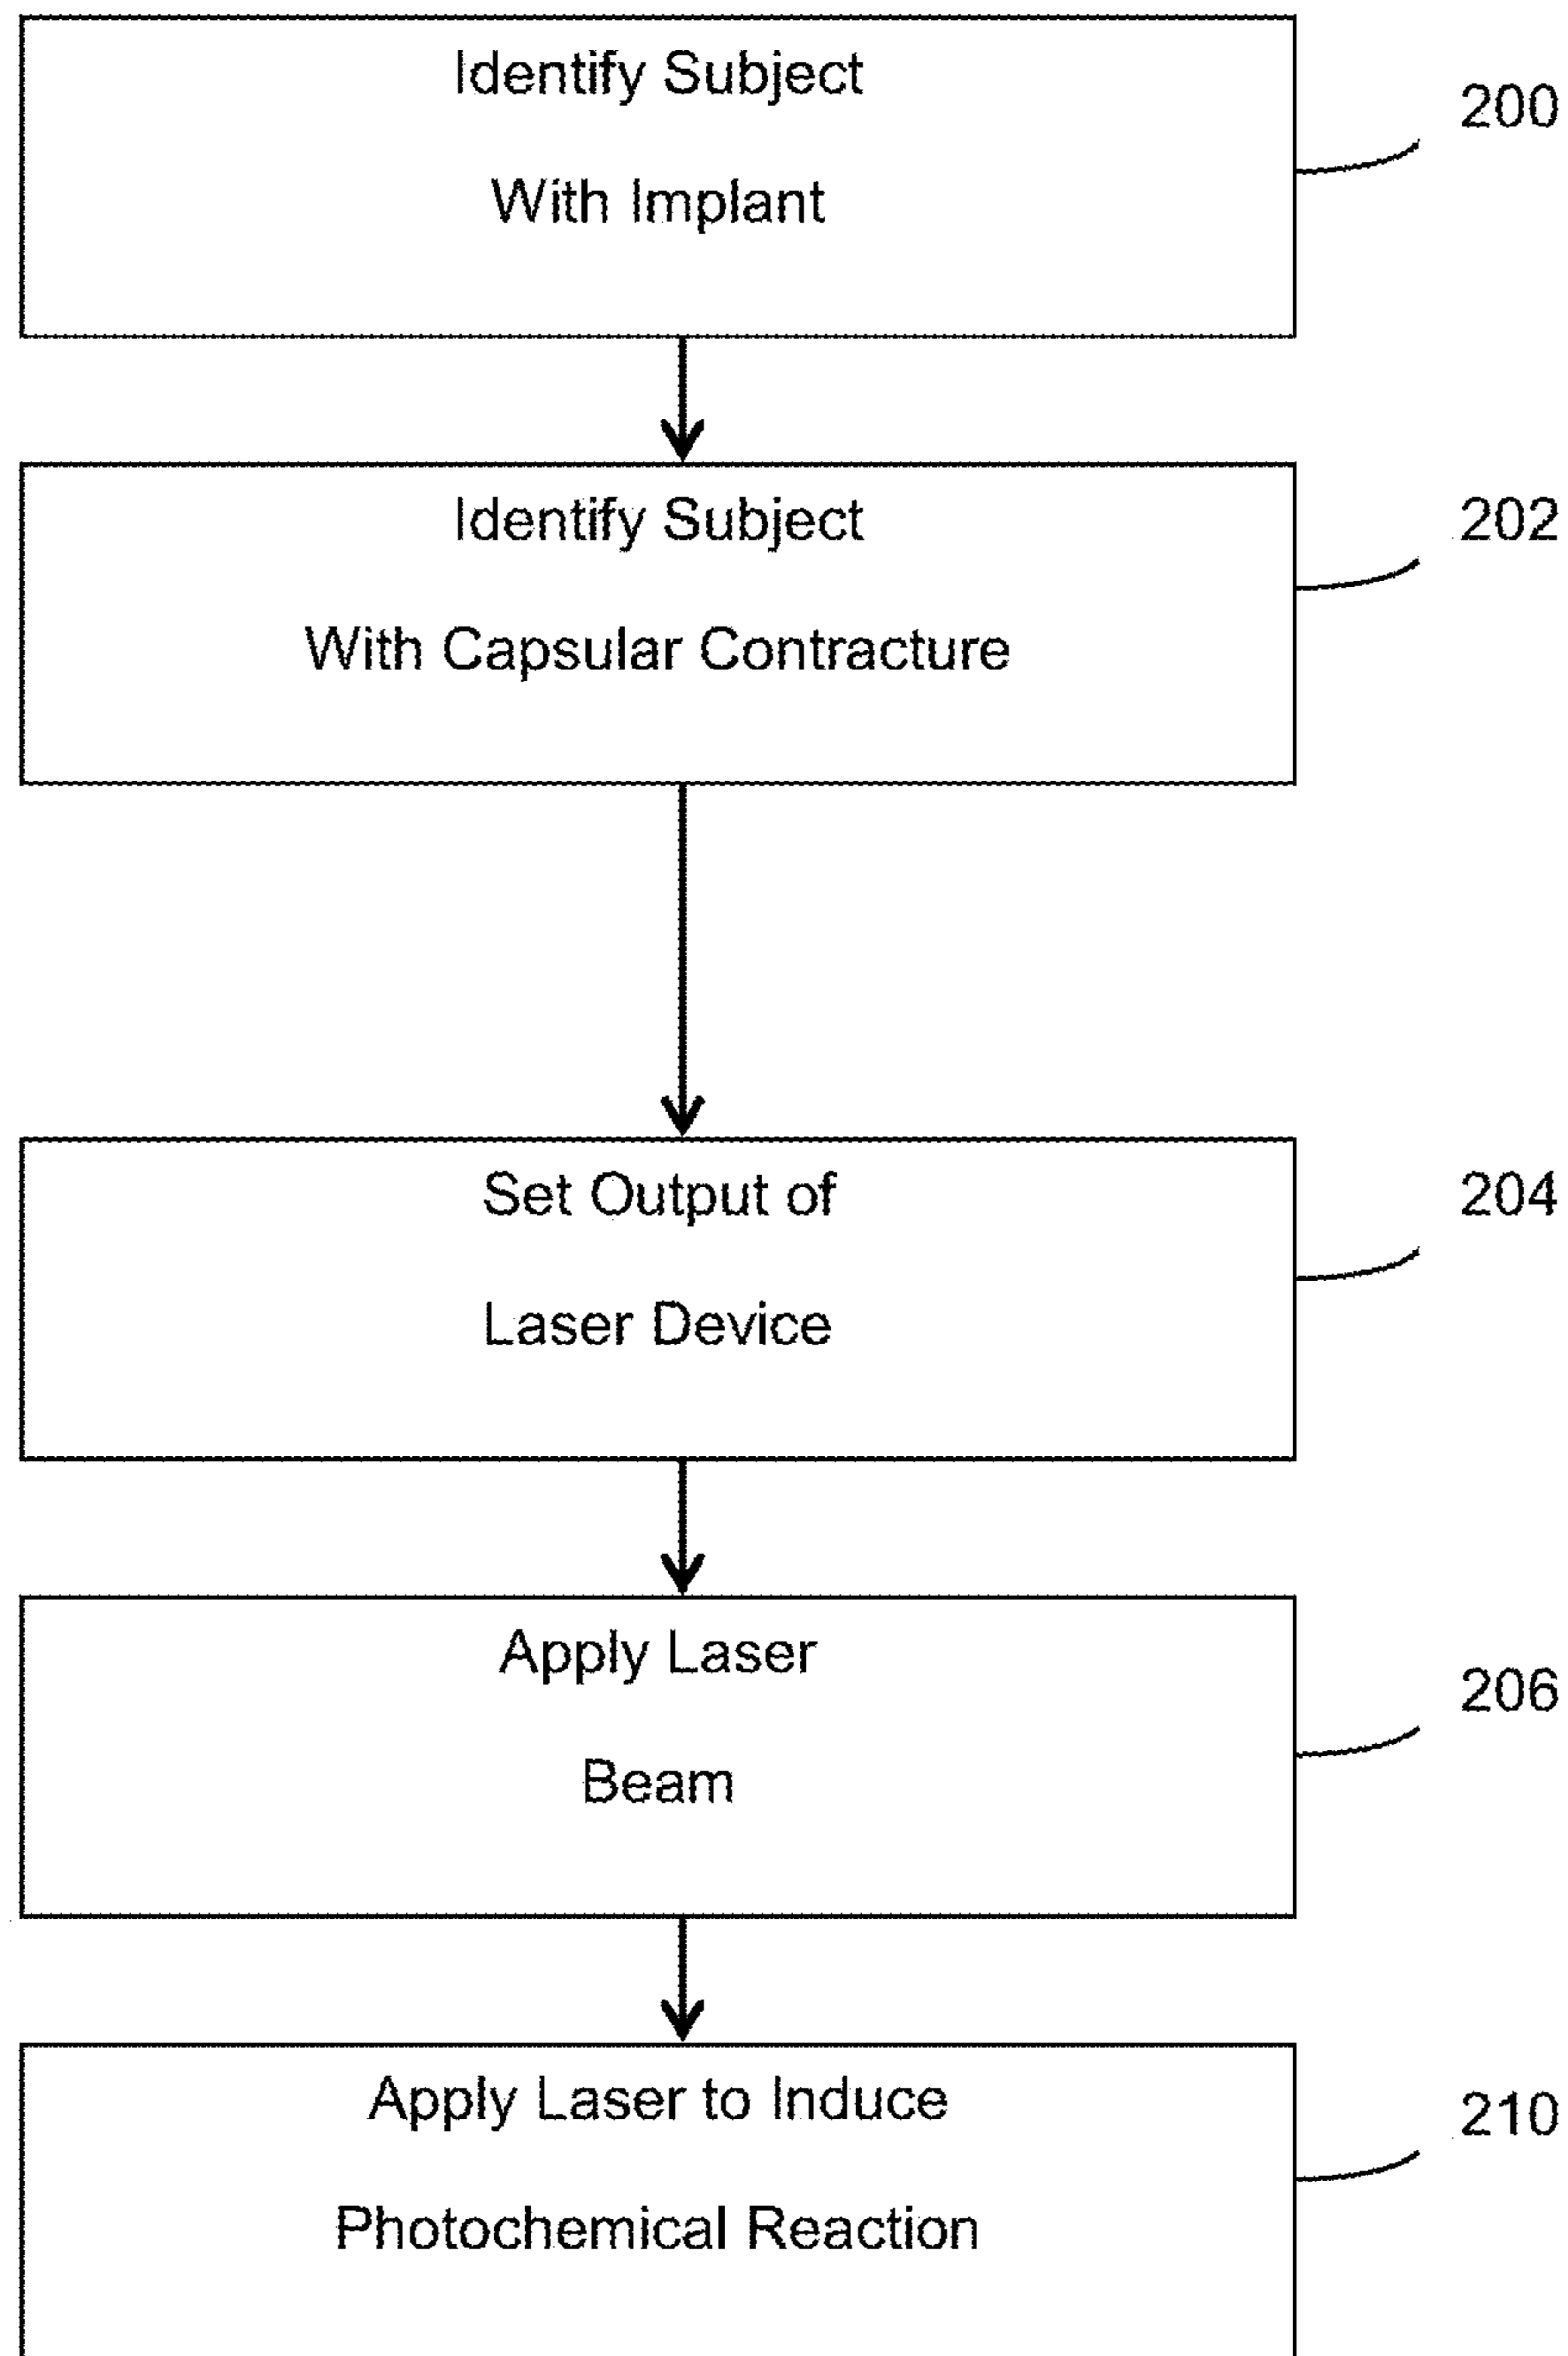 Identify Subject
With Implant
200
Identify Subject
With Capsular Contracture
202
Set Output of
Laser Device
204
Apply Laser
Beam
206
Apply Laser to Induce
Photochemical Reaction
210